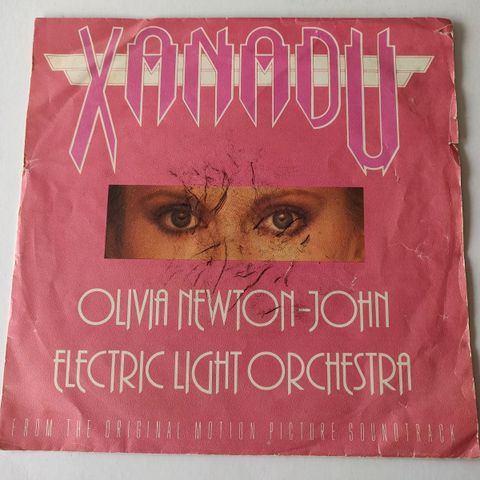 XANADU
OLIVIA NEWTON-JOHN
ELECTRIC LIGHT ORCHESTRA
FROM THE ORIGINAL MOTION PICTURE SOUNDTRACK